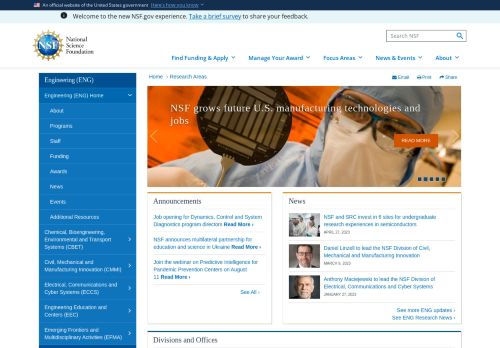 An official website of the United States government Here's how you know
Welcome to the new NSF.gov experience. Take a brief survey to share your feedback.
National
Science
Foundation
NSF
Search NSF
Find Funding & Apply
Manage Your Award
Focus Areas
News & Events
About
Engineering (ENG)
Engineering (ENG) Home
About
Programs
Staff
Funding
Awards
News
Events
Additional Resources
Chemical, Bioengineering,
Environmental and Transport
Systems (CBET)
Civil, Mechanical and
Manufacturing Innovation (CMMI)
Electrical, Communications and
Cyber Systems (ECCS)
Engineering Education and
Centers (EEC)
Emerging Frontiers and
Multidisciplinary Activities (EFMA)
Home › Research Areas
Email
Print
Share
NSF grows future U.S. manufacturing technologies and
jobs
READ MORE
Announcements
Job opening for Dynamics, Control and System
Diagnostics program directors Read More ›
NSF announces multilateral partnership for
education and science in Ukraine Read More ›
Join the webinar on Predictive Intelligence for
Pandemic Prevention Centers on August
11 Read More ›
See All ›
News
NSF and SRC invest in 6 sites for undergraduate
research experiences in semiconductors
APRIL 27, 2023
Daniel Linzell to lead the NSF Division of Civil,
Mechanical and Manufacturing Innovation
MARCH 9, 2023
Anthony Maciejewski to lead the NSF Division of
Electrical, Communications and Cyber Systems
JANUARY 27, 2023
See more ENG updates ›
See ENG Research News ›
Divisions and Offices